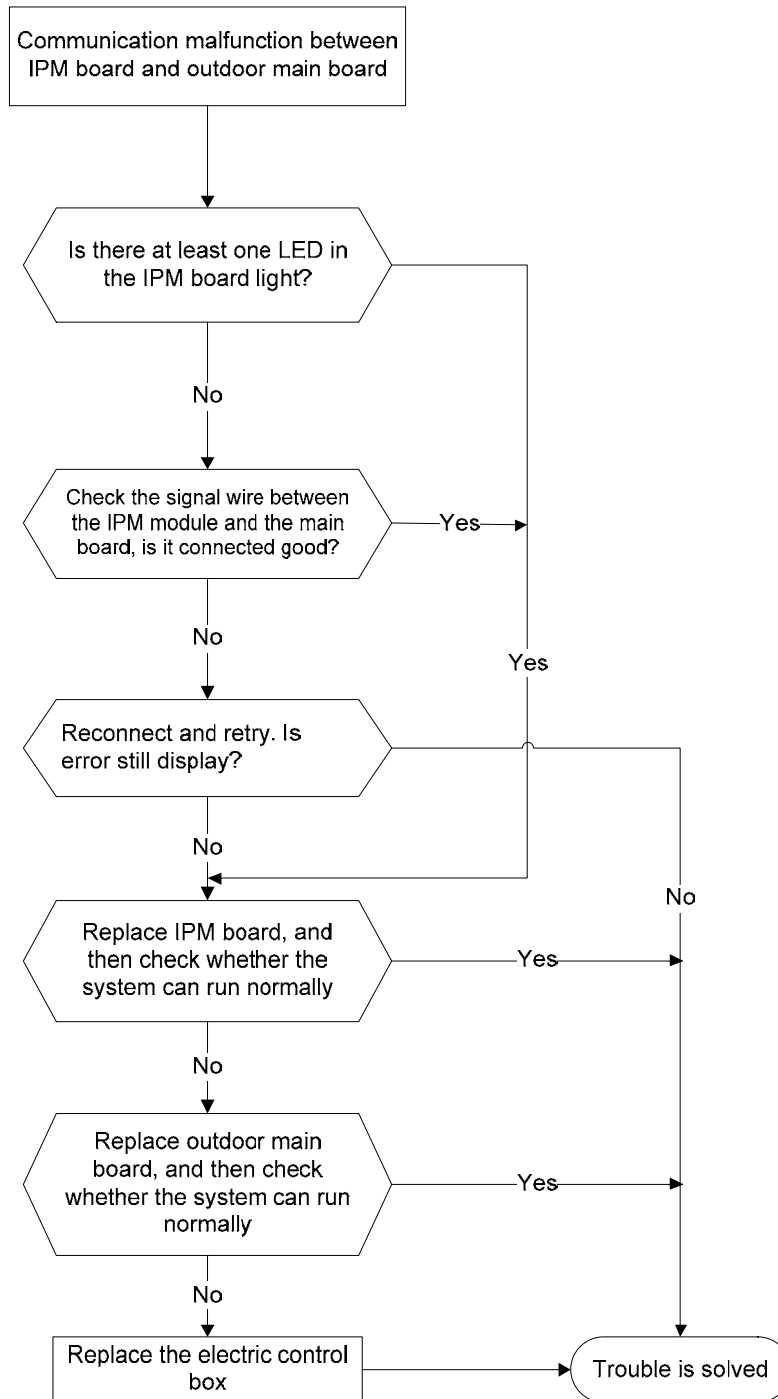 Communication malfunction between
IPM board and outdoor main board
Is there at least one LED in
the IPM board light?
No
Check the signal wire between
the IPM module and the main
board, is it connected good?
Yes
No
Yes
Reconnect and retry. Is
error still display?
No
No
Replace IPM board, and
then check whether the
system can run normally
Yes
No
Replace outdoor main
board, and then check
whether the system can run
normally
Yes
No
Replace the electric control
box
Trouble is solved